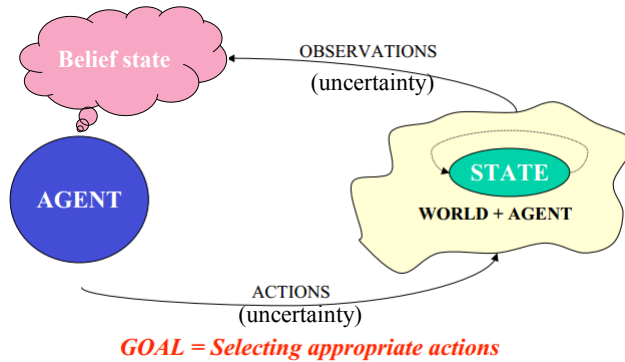 OBSERVATIONS
(uncertainty)
Belief state
AGENT
STATE
WORLD + AGENT
ACTIONS
(uncertainty)
GOAL = Selecting appropriate actions